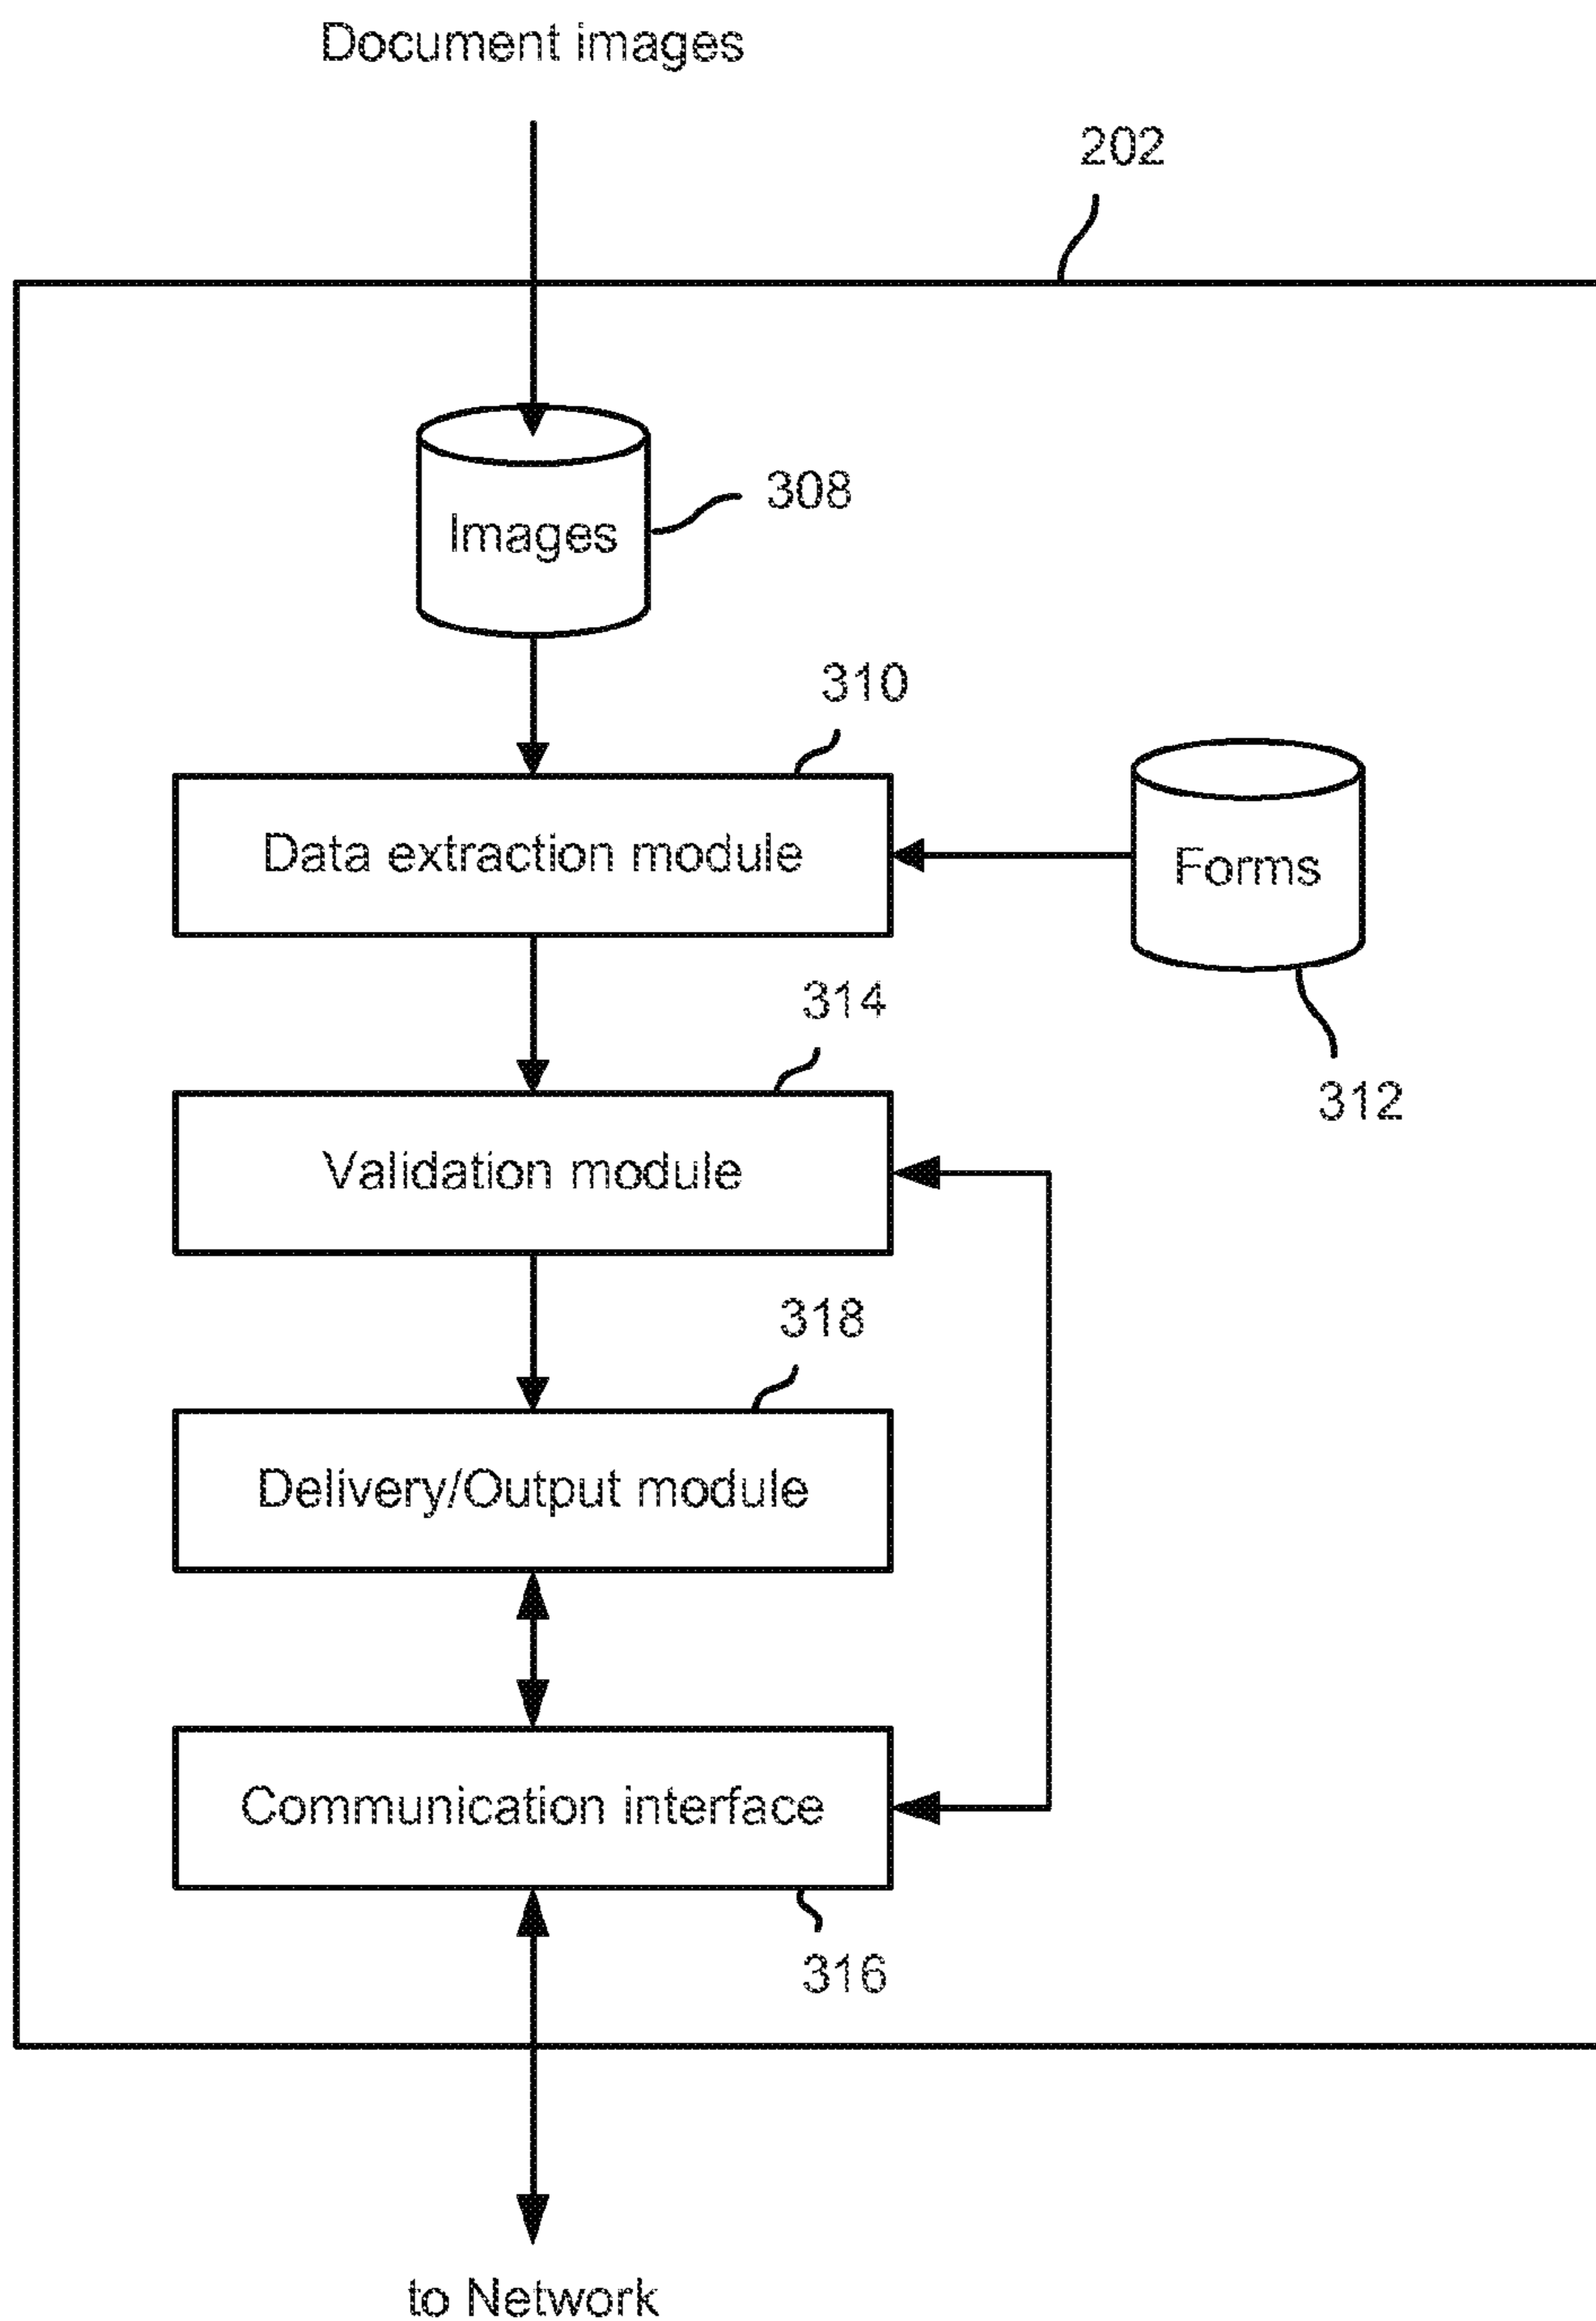 Document images
202
Images
308
310
Data extraction module
Forms
314
312
Validation module
318
Delivery/Output module
Communication interface
316
to Network